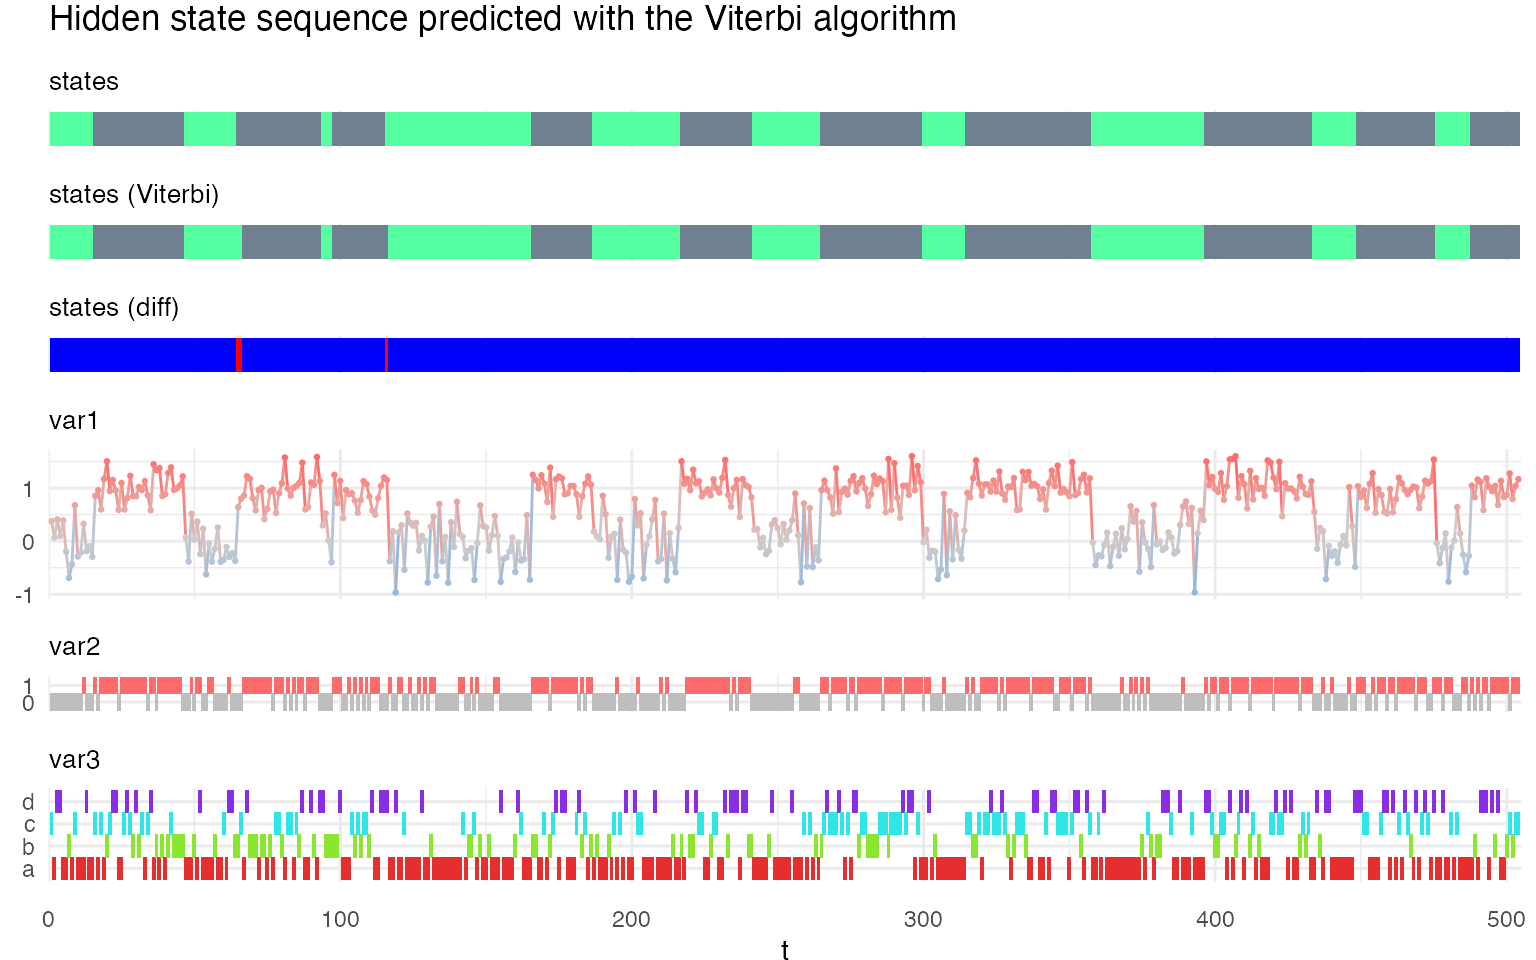 Hidden state sequence predicted with the Viterbi algorithm
states
states (Viterbi)
states (diff)
var1
1
0
-1
var2
1
0
var3
d
c
b
a
0 100 200 300 400 500
t